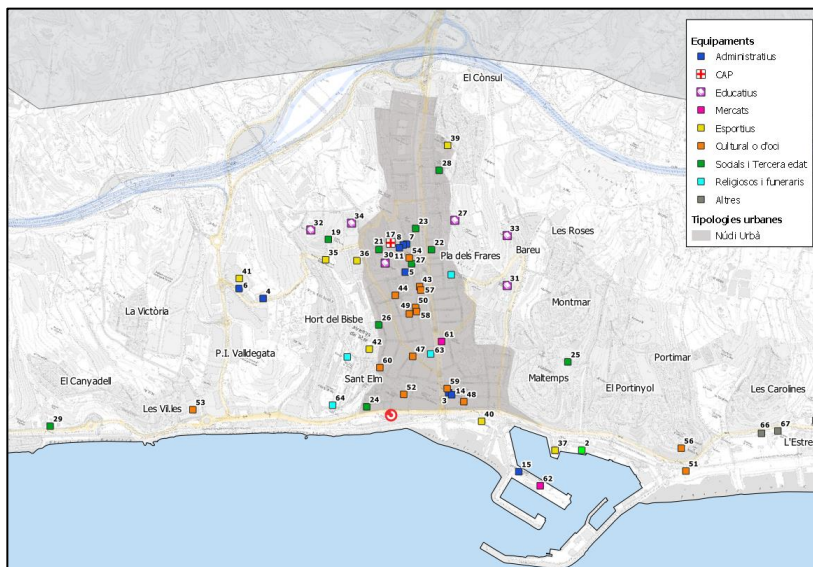 Equipaments
Administratius
CAP
Educatius
Mercats
Esportius
Cultural o d'oci
Socials i Tercera edat
Religiosos i funeraris
Altres
Tipologies urbanes
Núdi Urbà
El Cònsul
39
28
34
32
27
23
33
Les Roses
19
17
8
7
21
22
Bareu
54
35
36
30
11
27
Pla dels Frares
41
5
6
4
43
31
44
57
Montmar
La Victòria
50
49
58
Hort del Bisbe
26
61
P.I. Valldegata
42
47
63
25
Portimar
60
El Canyadell
Sant Elm
Maltemps
59
El Portinyol
Les Carolines
52
14
3
48
53
64
24
Les Vil.les
29
40
66
67
L'Estre
37
2
56
15
51
62